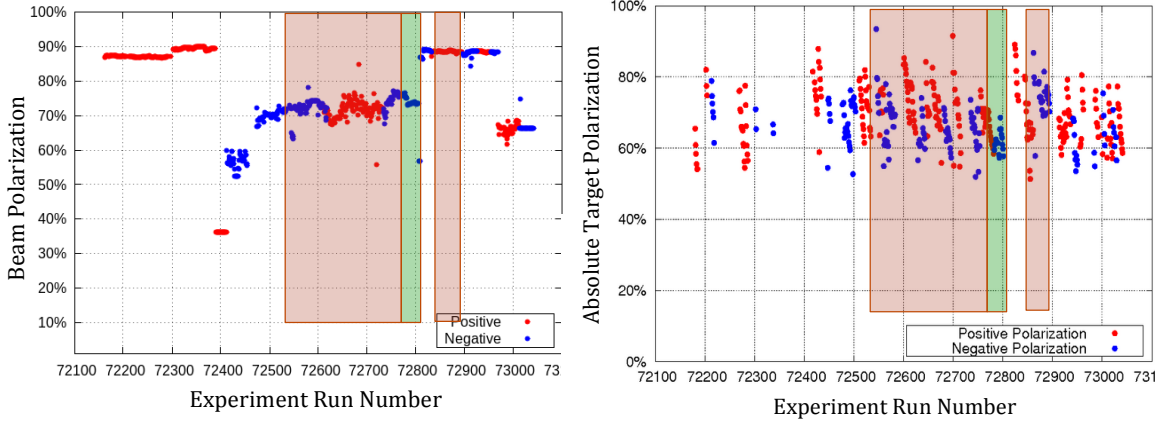 Beam Polarization
100%
90%
80%
70%
60%
50%
40%
30%
20%
10%
Positive
Negative
72100 72200 72300 72400 72500 72600 72700 72800 72900 73000 73
Experiment Run Number
Absolute Target Polarization
100%
80%
60%
40%
20%
0%
Positive Polarization
Negative Polarization
72100 72200 72300 72400 72500 72600 72700 72800 72900 73000 731
Experiment Run Number